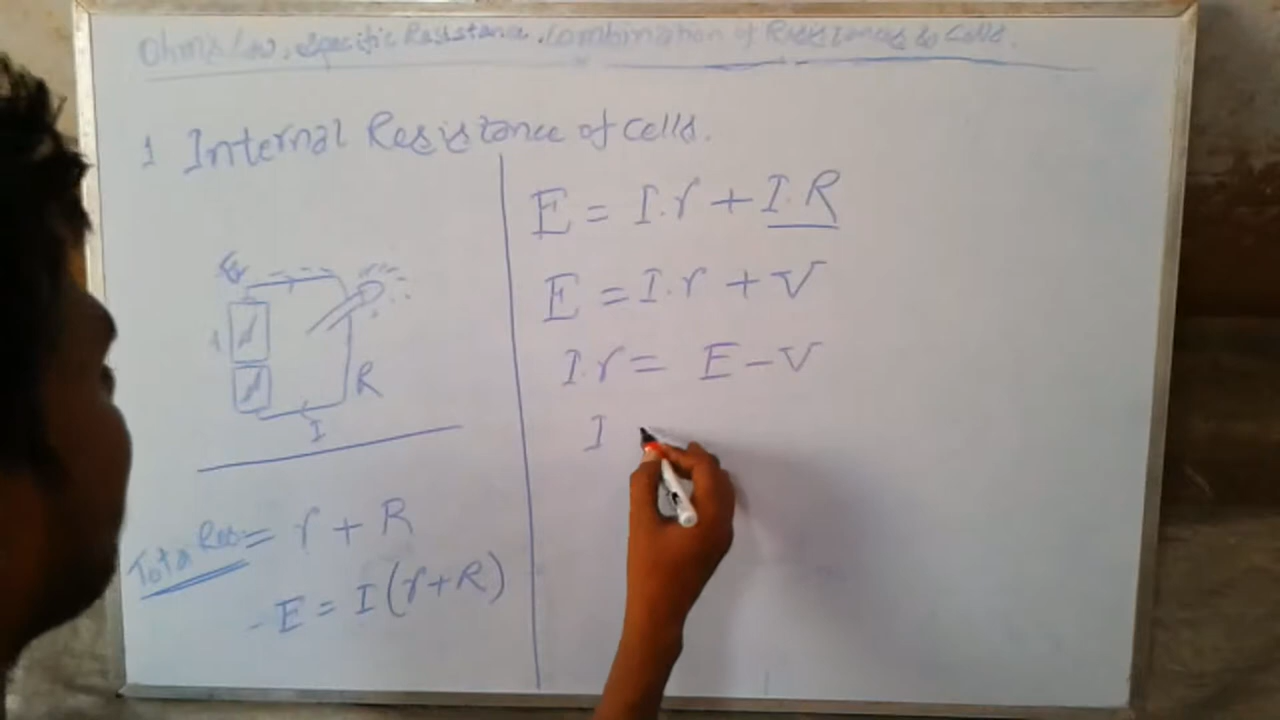 Ohm's Law, Specific Resistance, Combination of Resistances & Cells.
1 Internal Resistance of Cells.
E
R
I
Total Res = r + R
E = I(r+R)
E = I.r + I.R
E = I.r + V
I.r = E - V
I